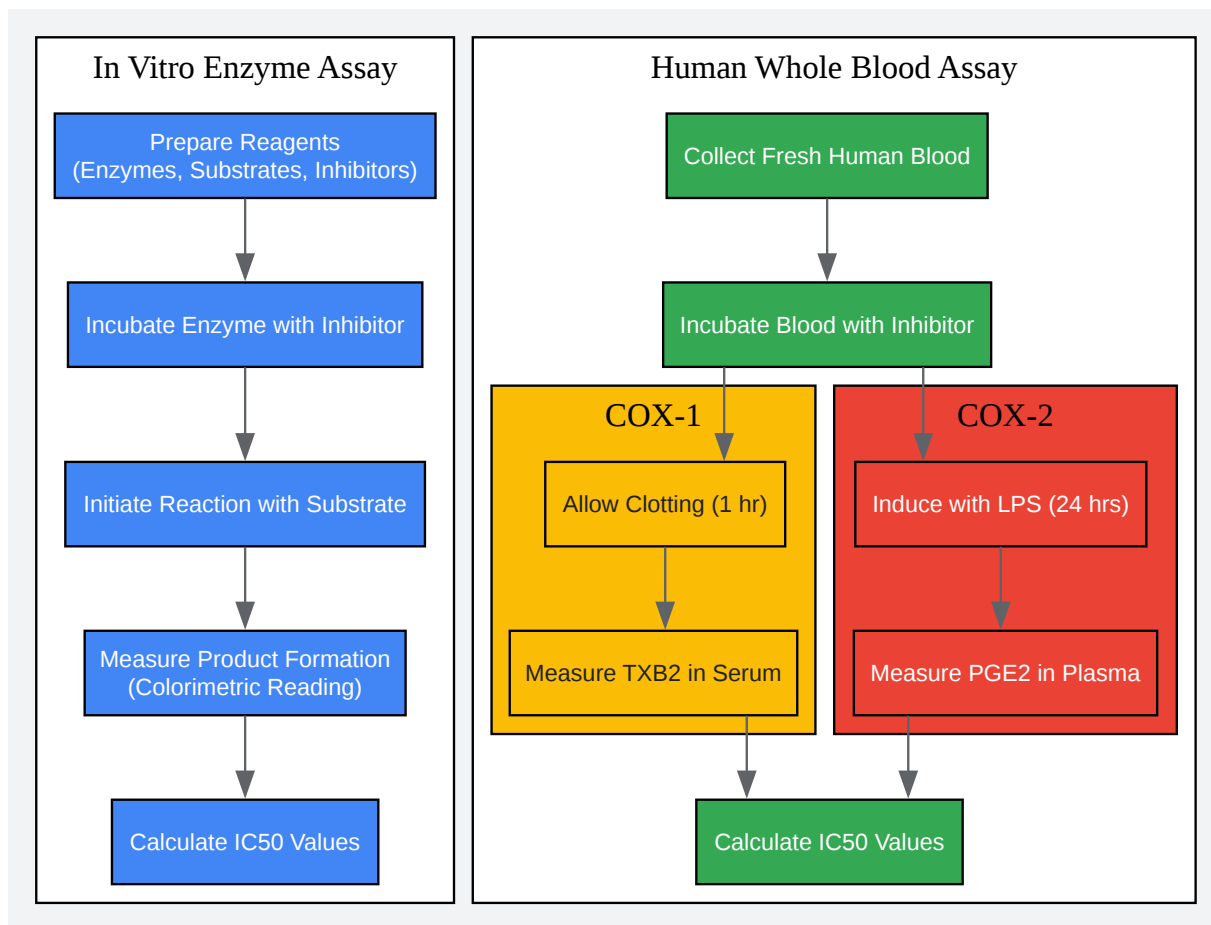 In Vitro Enzyme Assay
Prepare Reagents
(Enzymes, Substrates, Inhibitors)
Incubate Enzyme with Inhibitor
Initiate Reaction with Substrate
Measure Product Formation
(Colorimetric Reading)
Calculate IC50 Values
Human Whole Blood Assay
Collect Fresh Human Blood
Incubate Blood with Inhibitor
COX-1
Allow Clotting (1 hr)
Measure TXB2 in Serum
COX-2
Induce with LPS (24 hrs)
Measure PGE2 in Plasma
Calculate IC50 Values